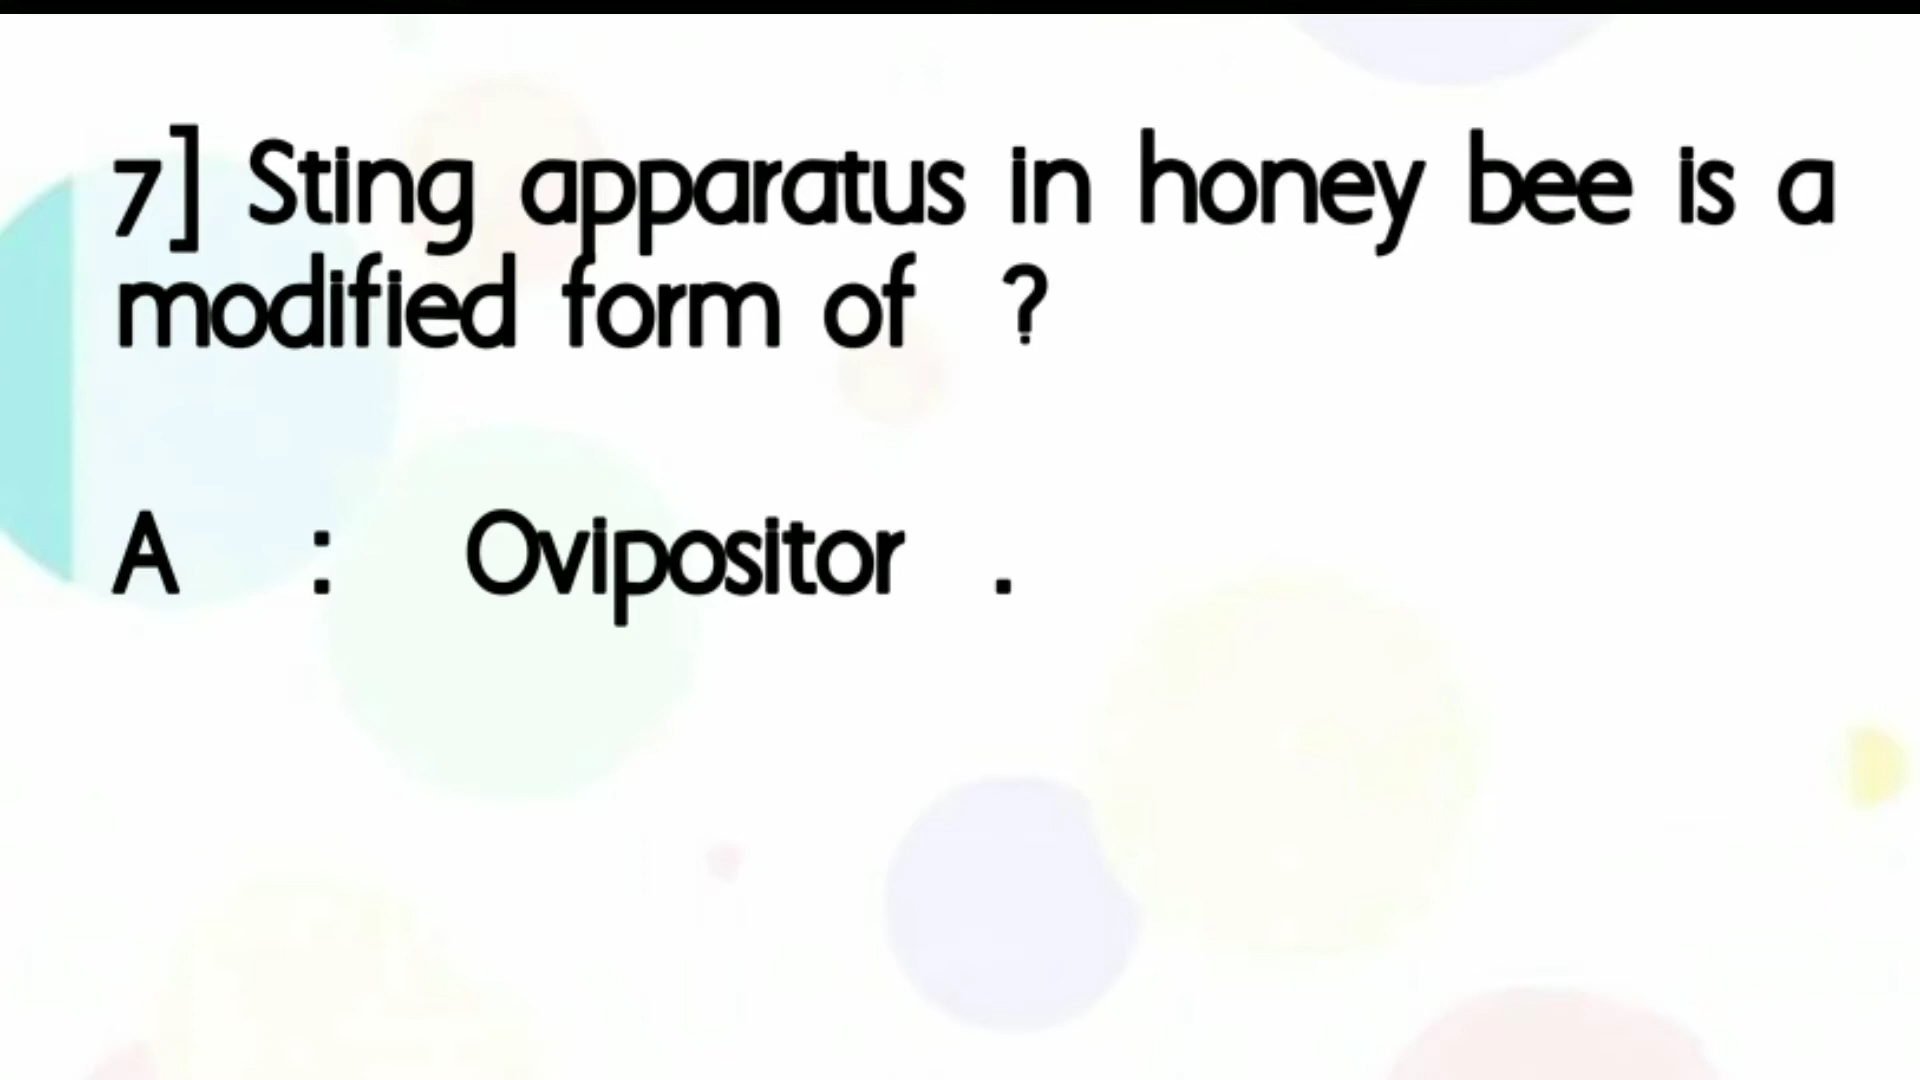 7] Sting apparatus in honey bee is a
modified form of ?
A : Ovipositor .